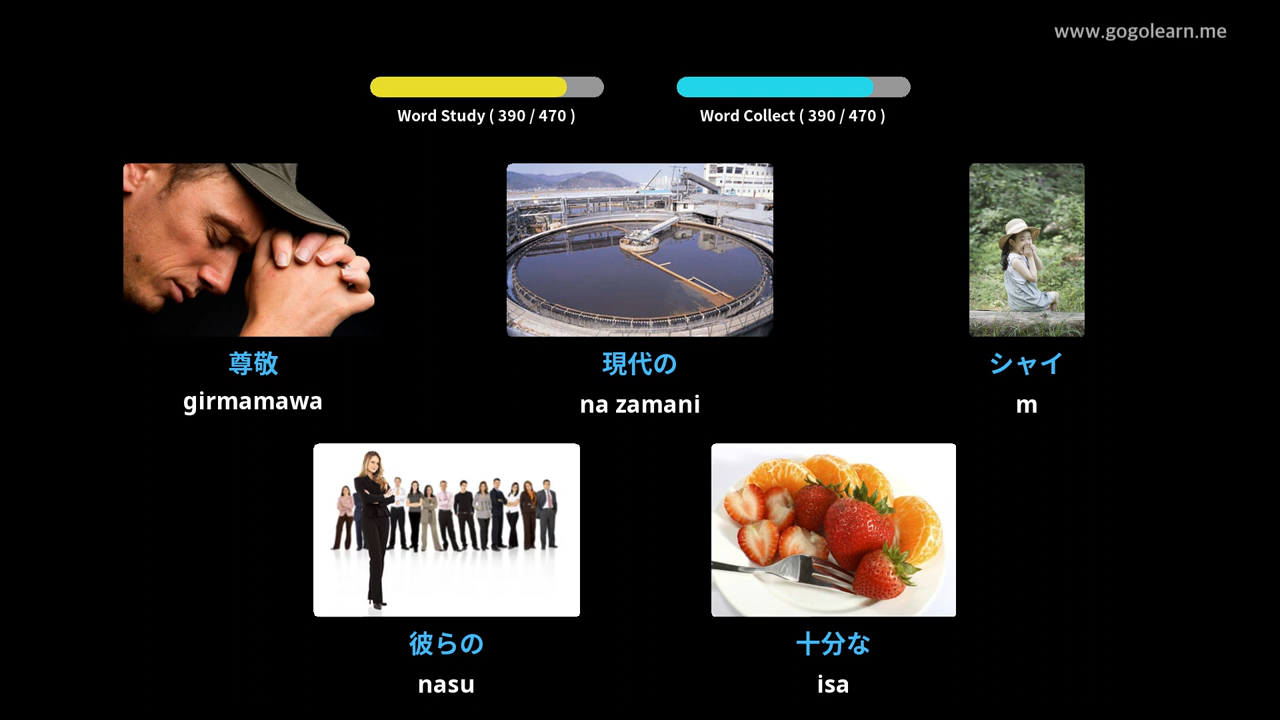 www.gogolearn.me
Word Study ( 390 / 470 )
Word Collect ( 390 / 470 )
尊敬
girmamawa
現代の
na zamani
シャイ
m
彼らの
nasu
十分な
isa